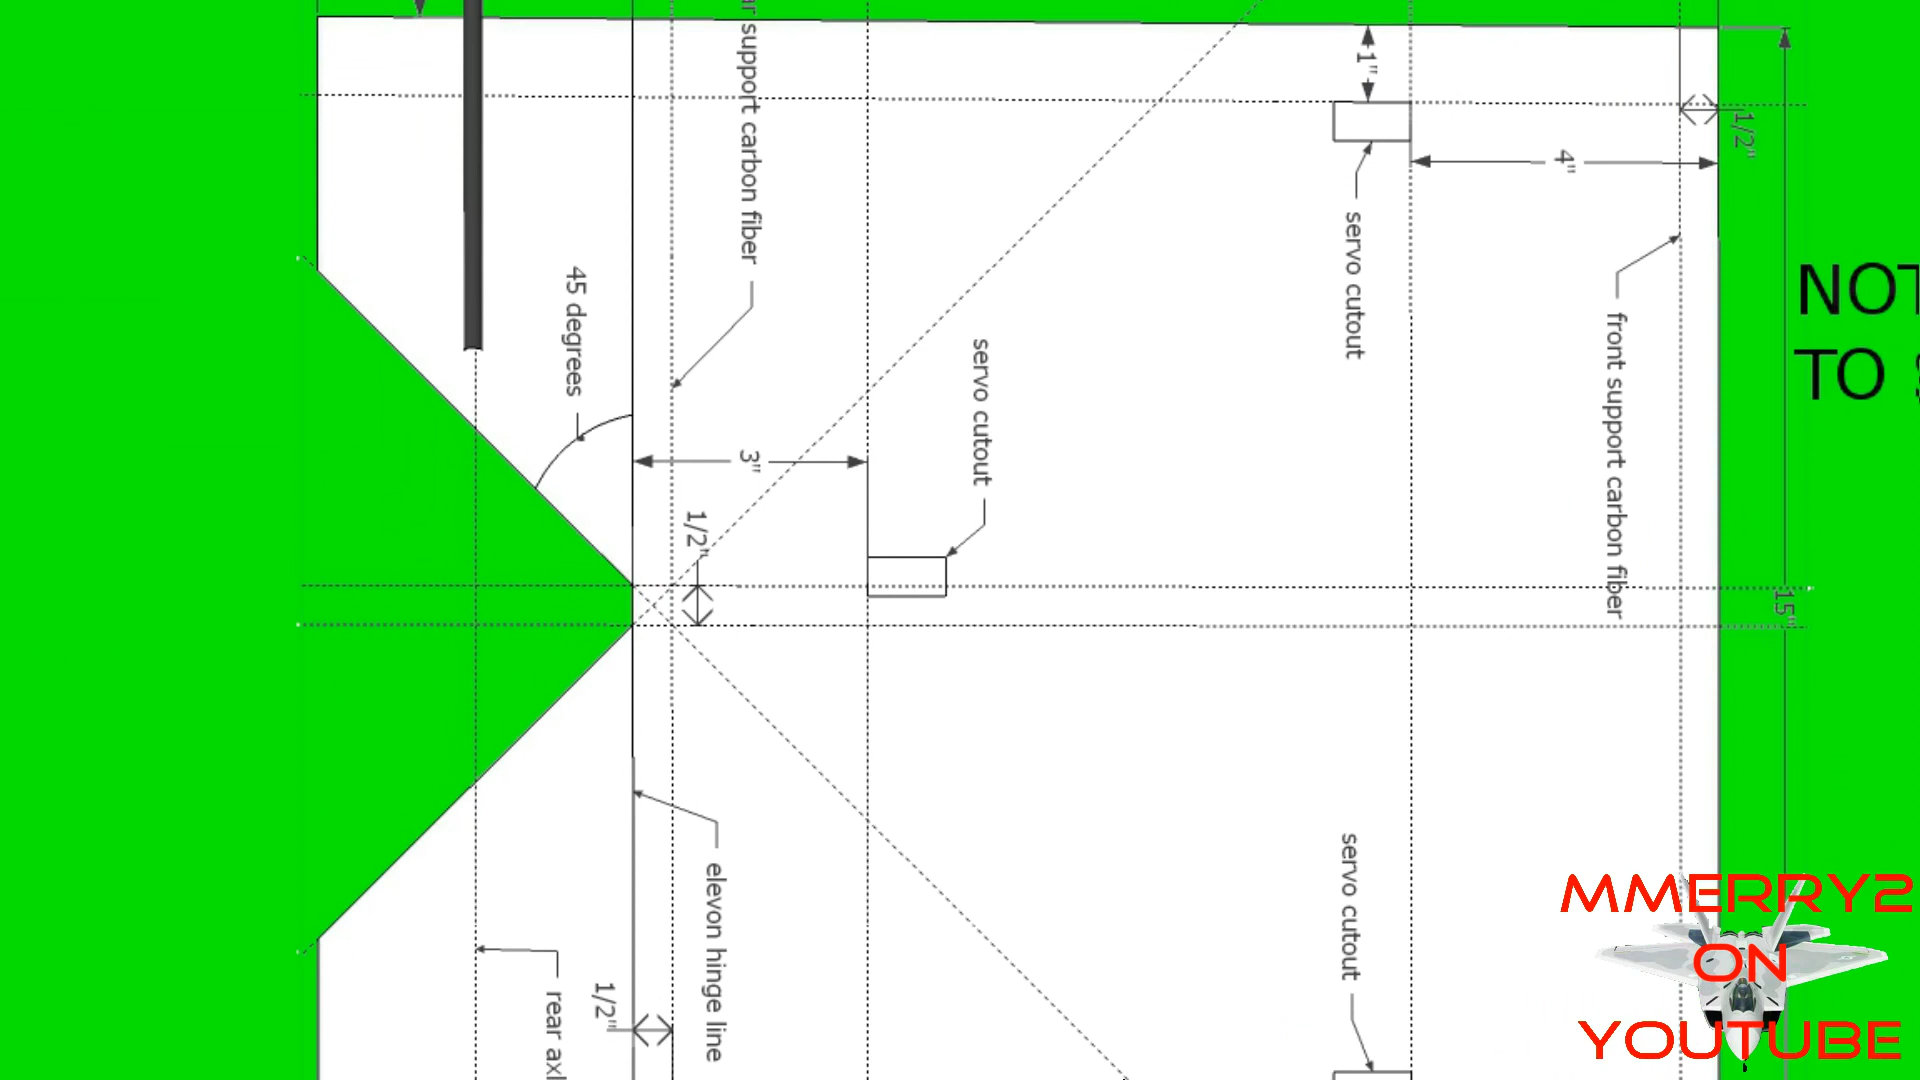 support carbon fiber
1"
1/2"
4"
servo cutout
45 degrees
servo cutout
front support carbon fiber
NOT
TO
3"
1/2"
15"
elevon hinge line
servo cutout
1/2"
rear axl
MMERRY2
ON
YOUTUBE